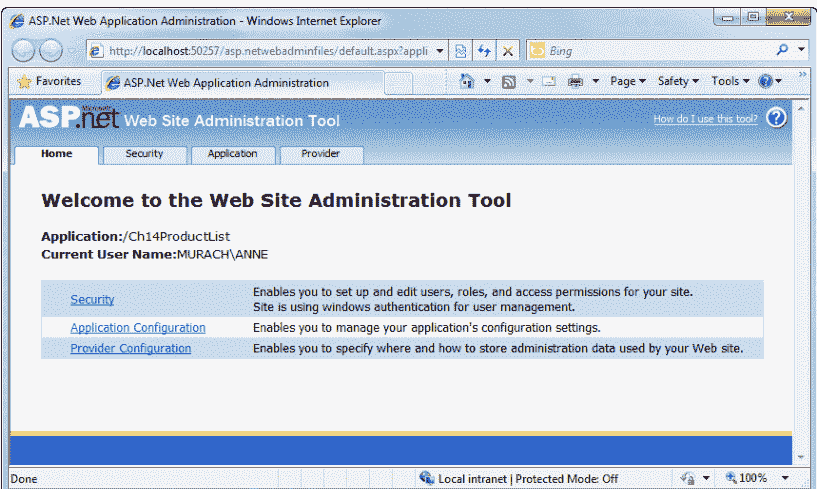 ASP.Net Web Application Administration - Windows Internet Explorer
http://localhost:50257/asp.netwebadminfiles/default.aspx?appli
Bing
Favorites
ASP.Net Web Application Administration
Page
Safety
Tools
Microsoft
ASP.net Web Site Administration Tool
How do I use this tool?
Home
Security
Application
Provider
Welcome to the Web Site Administration Tool
Application:/Ch14ProductList
Current User Name:MURACH\ANNE
Security
Enables you to set up and edit users, roles, and access permissions for your site.
Site is using windows authentication for user management.
Application Configuration
Enables you to manage your application's configuration settings.
Provider Configuration
Enables you to specify where and how to store administration data used by your Web site.
Done
Local intranet | Protected Mode: Off
100%